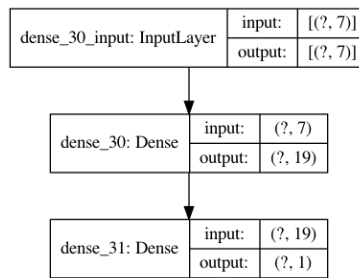 dense_30_input: InputLayer
input: [(?, 7)]
output: [(?, 7)]
dense_30: Dense
input: (?, 7)
output: (?, 19)
dense_31: Dense
input: (?, 19)
output: (?, 1)